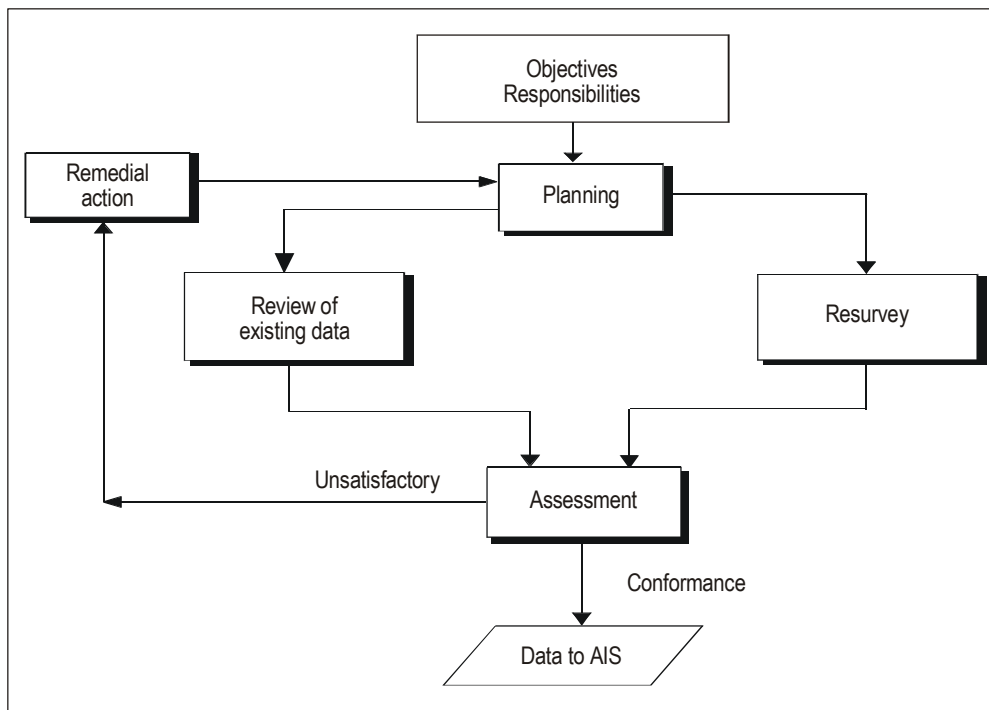 Objectives
Responsibilities
Remedial
action
Planning
Review of
existing data
Resurvey
Unsatisfactory
Assessment
Conformance
Data to AIS